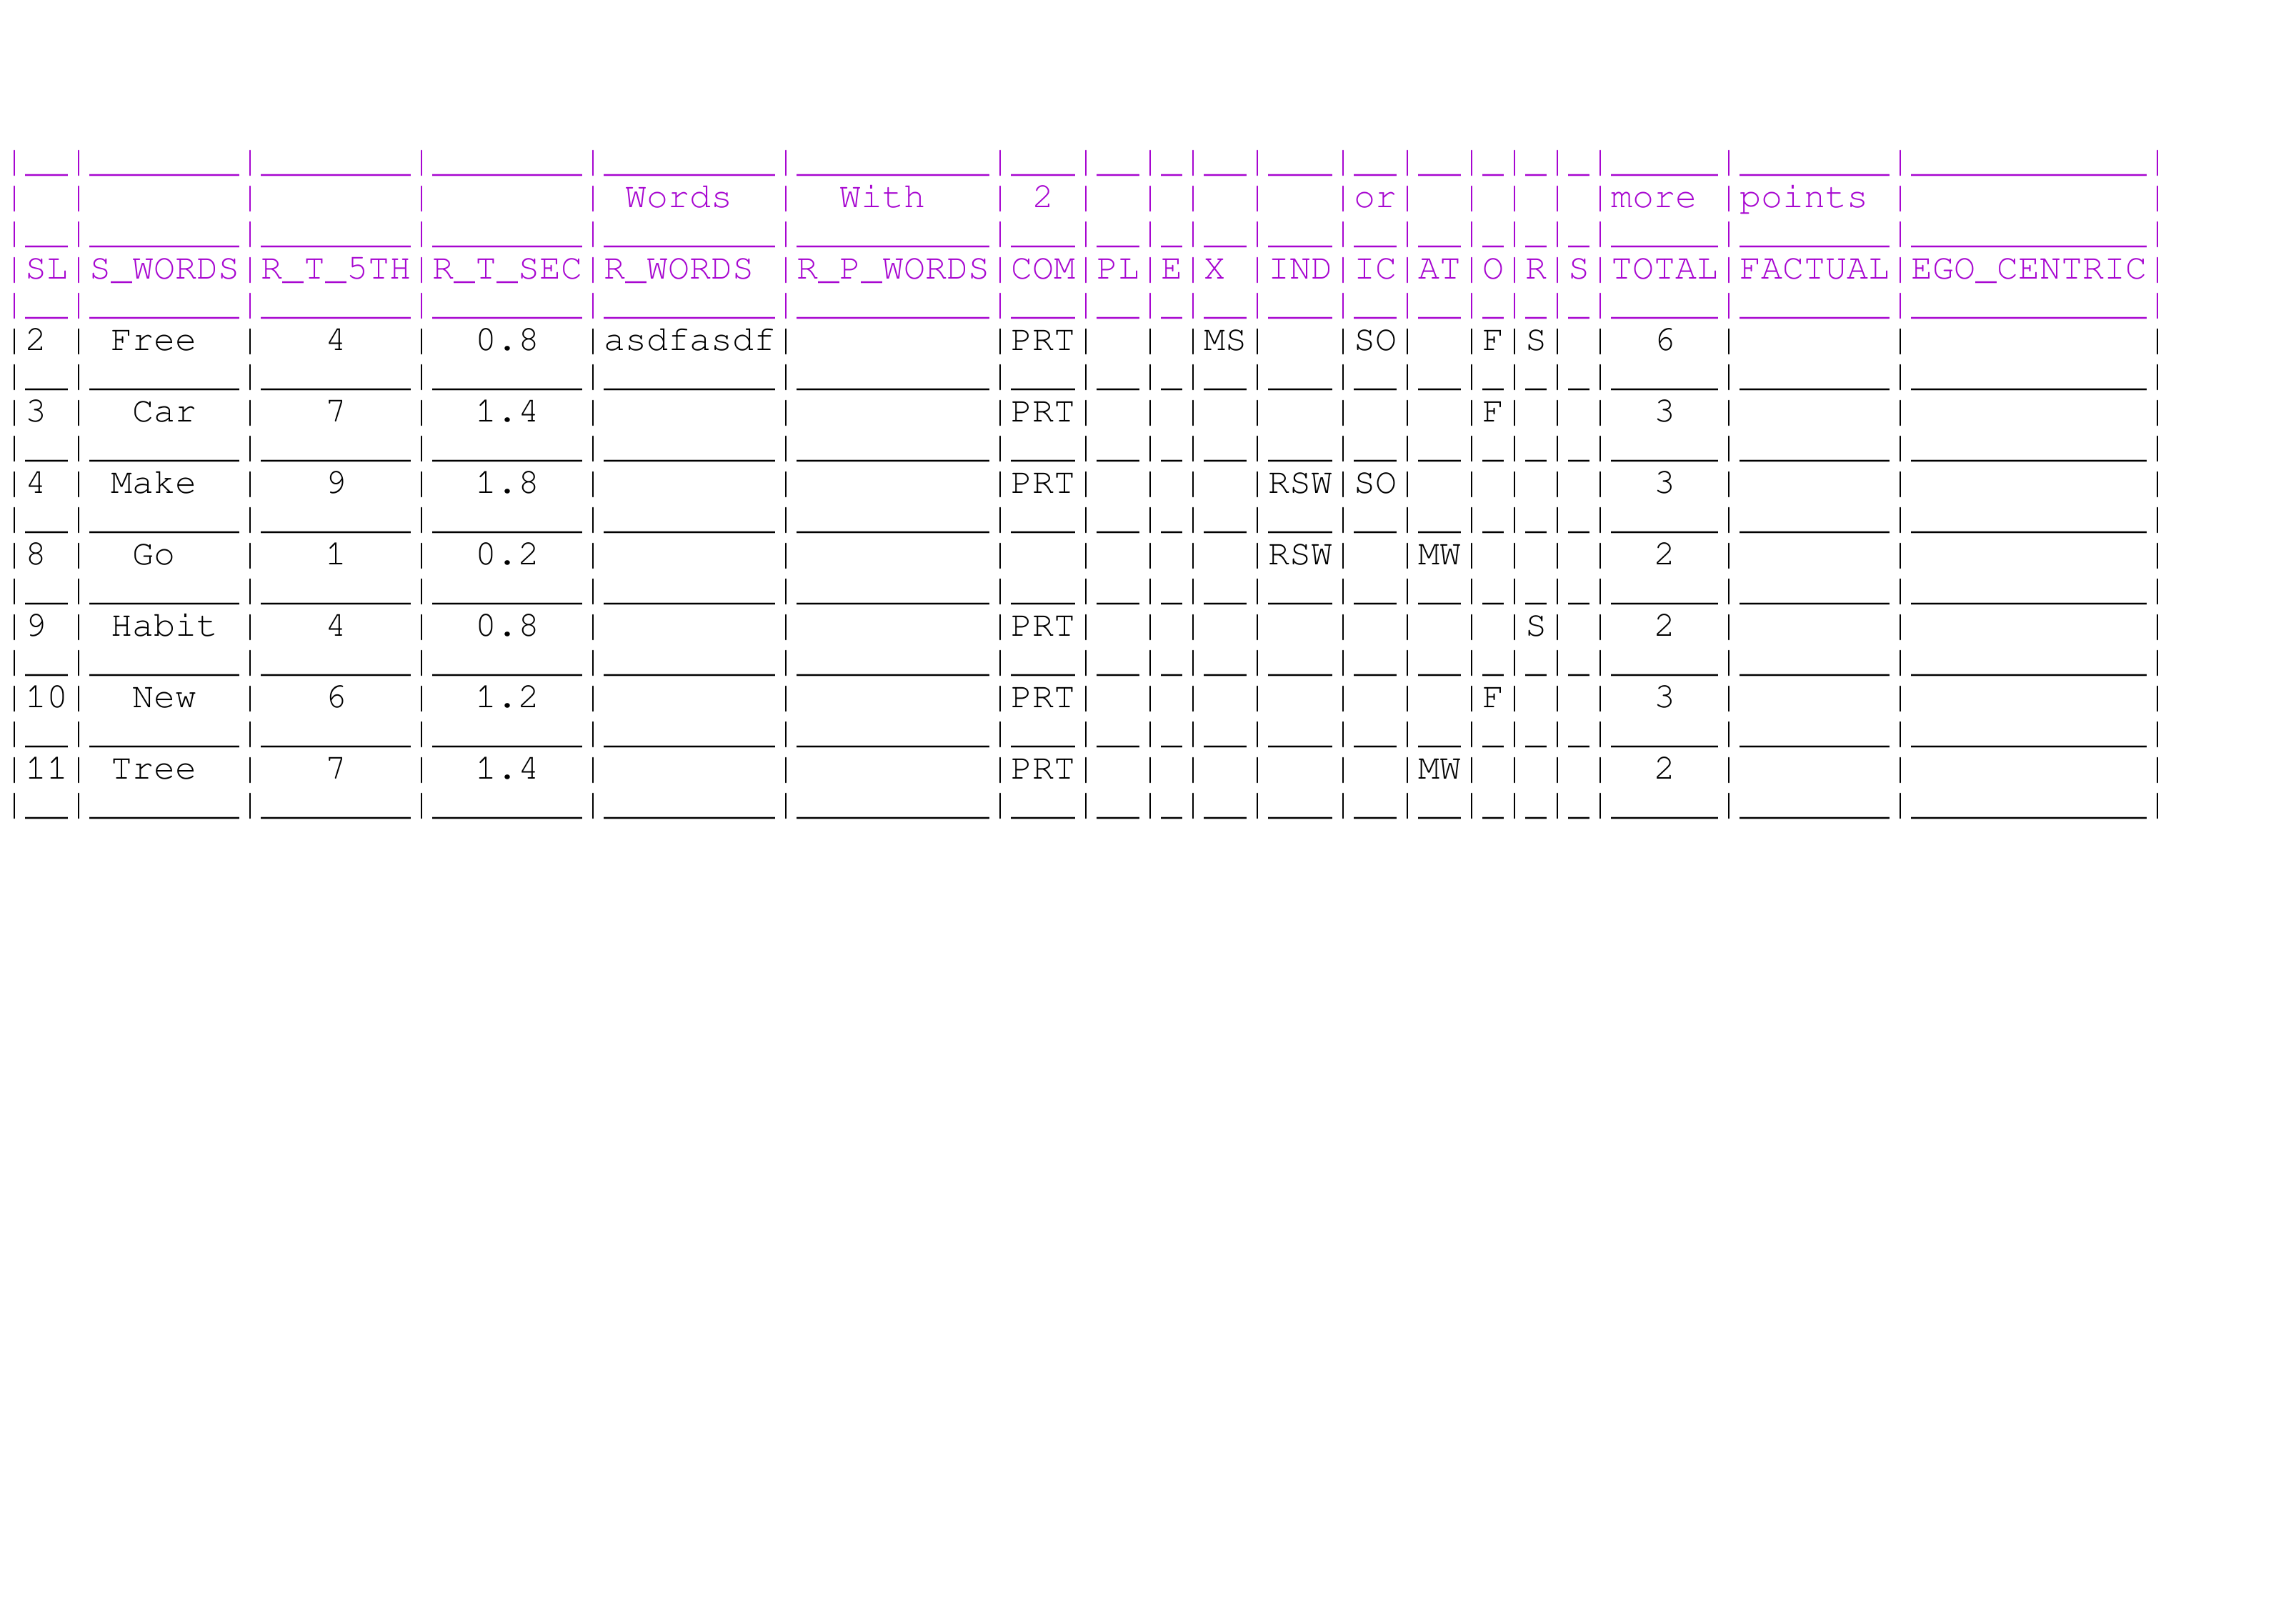 Words With 2 or more points
SL S_WORDS R_T_5TH R_T_SEC R_WORDS R_P_WORDS COM PL E X IND IC AT O R S TOTAL FACTUAL EGO_CENTRIC
2 Free 4 0.8 asdfasdf PRT MS SO F S 6
3 Car 7 1.4 PRT F 3
4 Make 9 1.8 PRT RSW SO 3
8 Go 1 0.2 RSW MW 2
9 Habit 4 0.8 PRT S 2
10 New 6 1.2 PRT F 3
11 Tree 7 1.4 PRT MW 2